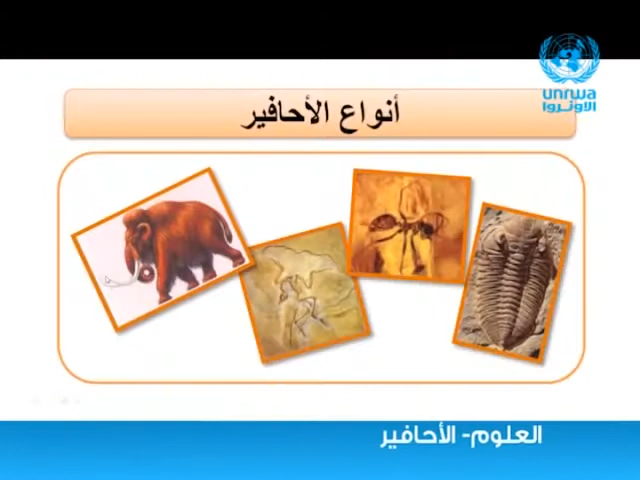 unrwa
الاونروا
أنواع الأحافير
العلوم- الأحافير